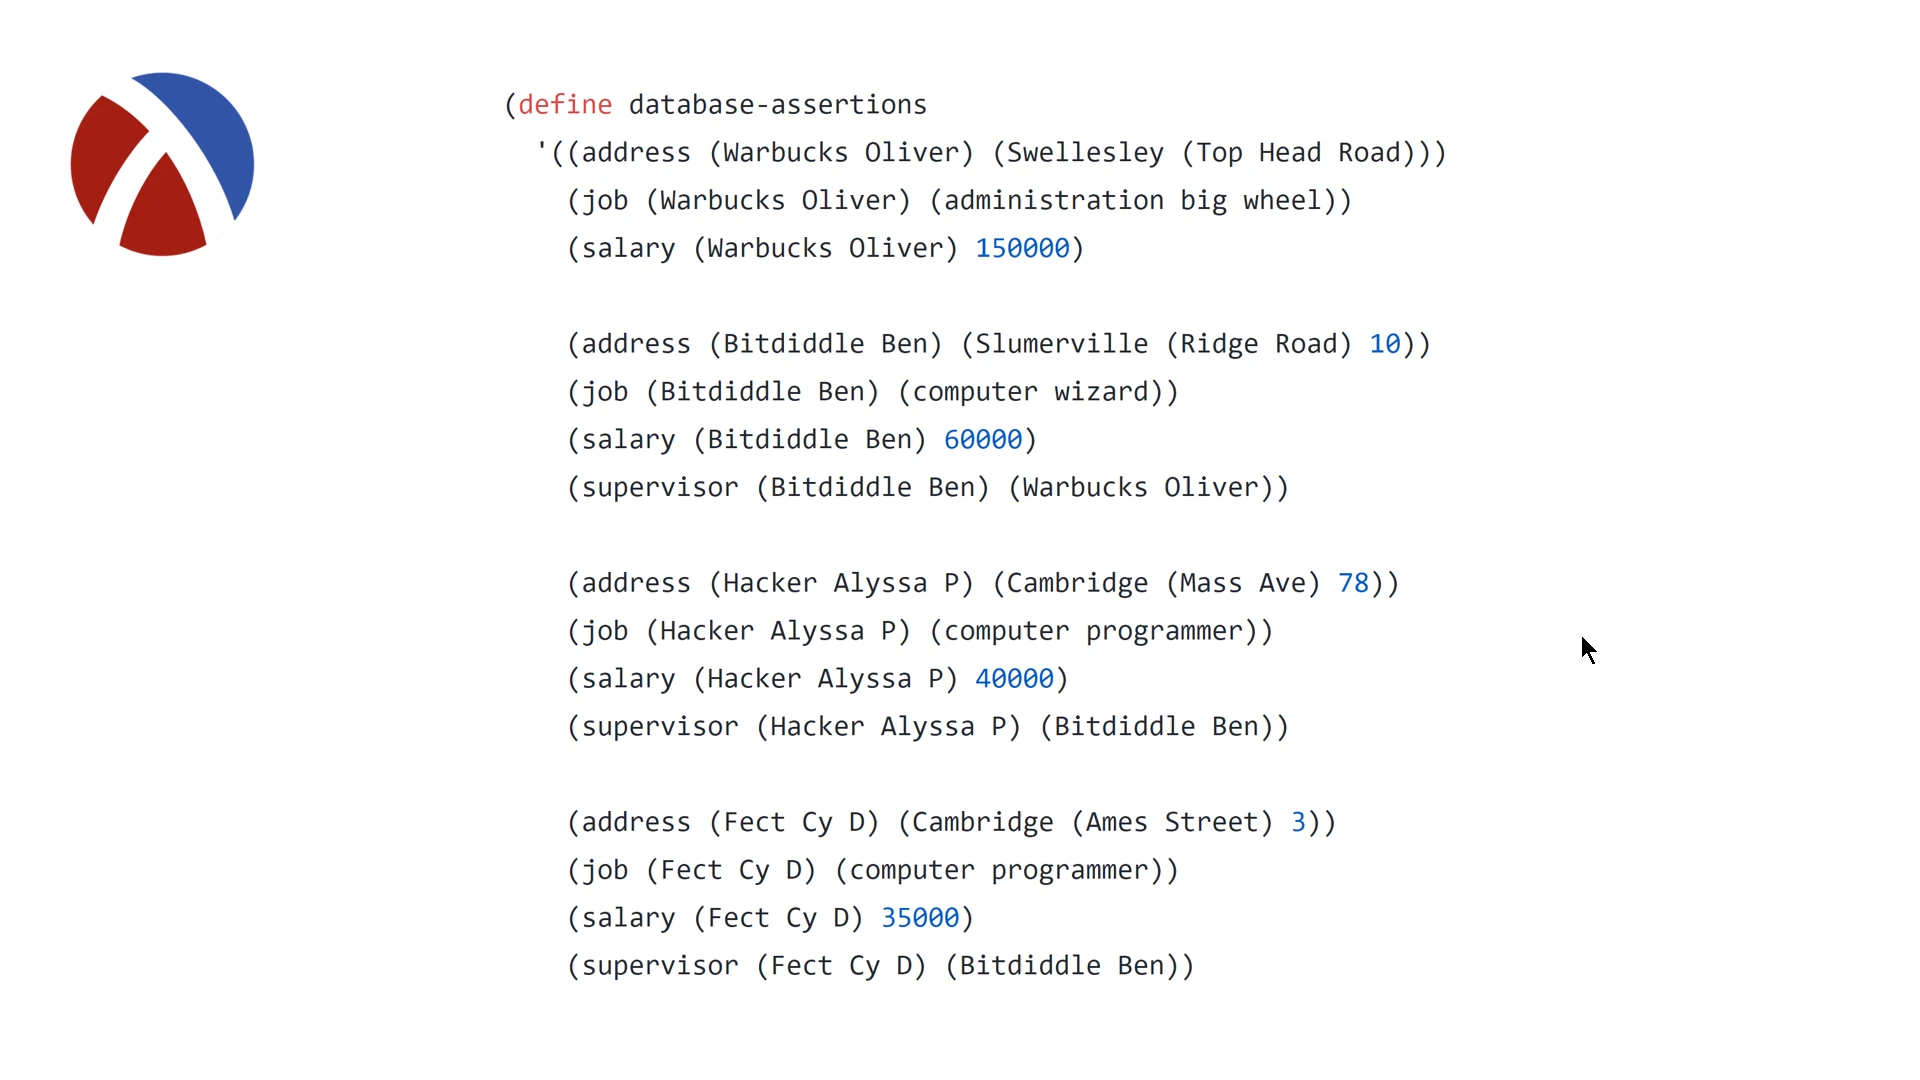 (define database-assertions
'((address (Warbucks Oliver) (Swellesley (Top Head Road)))
(job (Warbucks Oliver) (administration big wheel))
(salary (Warbucks Oliver) 150000)
(address (Bitdiddle Ben) (Slumerville (Ridge Road) 10))
(job (Bitdiddle Ben) (computer wizard))
(salary (Bitdiddle Ben) 60000)
(supervisor (Bitdiddle Ben) (Warbucks Oliver))
(address (Hacker Alyssa P) (Cambridge (Mass Ave) 78))
(job (Hacker Alyssa P) (computer programmer))
(salary (Hacker Alyssa P) 40000)
(supervisor (Hacker Alyssa P) (Bitdiddle Ben))
(address (Fect Cy D) (Cambridge (Ames Street) 3))
(job (Fect Cy D) (computer programmer))
(salary (Fect Cy D) 35000)
(supervisor (Fect Cy D) (Bitdiddle Ben))